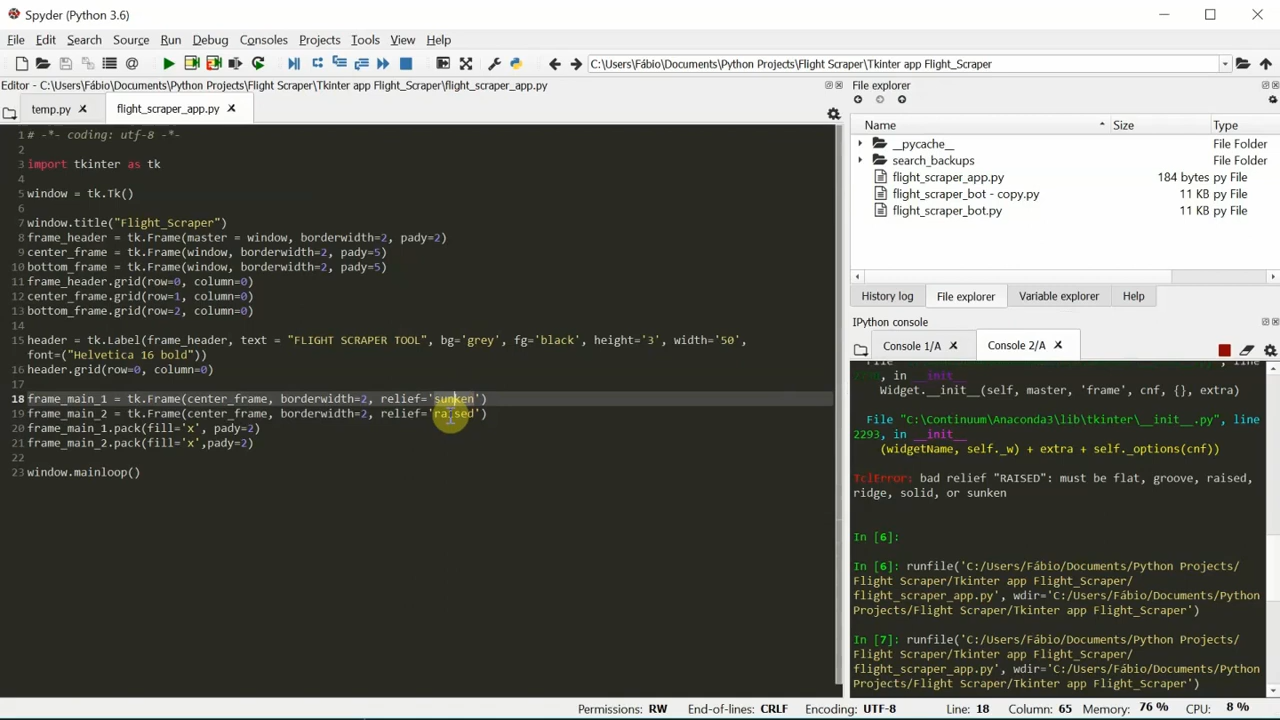 Spyder (Python 3.6)
File Edit Search Source Run Debug Consoles Projects Tools View Help
C:\Users\Fábio\Documents\Python Projects\Flight Scraper\Tkinter app Flight_Scraper
Editor - C:\Users\Fábio\Documents\Python Projects\Flight Scraper\Tkinter app Flight_Scraper\flight_scraper_app.py
temp.py flight_scraper_app.py
1 # -*- coding: utf-8 -*-
2
3 import tkinter as tk
4
5 window = tk.Tk()
6
7 window.title("Flight_Scraper")
8 frame_header = tk.Frame(master = window, borderwidth=2, pady=2)
9 center_frame = tk.Frame(window, borderwidth=2, pady=5)
10 bottom_frame = tk.Frame(window, borderwidth=2, pady=5)
11 frame_header.grid(row=0, column=0)
12 center_frame.grid(row=1, column=0)
13 bottom_frame.grid(row=2, column=0)
14
15 header = tk.Label(frame_header, text = "FLIGHT SCRAPER TOOL", bg='grey', fg='black', height='3', width='50',
font=("Helvetica 16 bold"))
16 header.grid(row=0, column=0)
17
18 frame_main_1 = tk.Frame(center_frame, borderwidth=2, relief='sunken')
19 frame_main_2 = tk.Frame(center_frame, borderwidth=2, relief='raised')
20 frame_main_1.pack(fill='x', pady=2)
21 frame_main_2.pack(fill='x',pady=2)
22
23 window.mainloop()
File explorer
Name Size Type
__pycache__ File Folder
search_backups File Folder
flight_scraper_app.py 184 bytes py File
flight_scraper_bot - copy.py 11 KB py File
flight_scraper_bot.py 11 KB py File
History log File explorer Variable explorer Help
IPython console
Console 1/A Console 2/A
2770, in __init__
widget.__init__(self, master, 'frame', cnf, {}, extra)
File "C:\Continuum\Anaconda3\lib\tkinter\__init__.py", line
2293, in __init__
(widgetName, self._w) + extra + self._options(cnf))
TclError: bad relief "RAISED": must be flat, groove, raised,
ridge, solid, or sunken
In [6]:
In [6]: runfile('C:/Users/Fábio/Documents/Python Projects/
Flight Scraper/Tkinter app Flight_Scraper/
flight_scraper_app.py', wdir='C:/Users/Fábio/Documents/Python
Projects/Flight Scraper/Tkinter app Flight_Scraper')
In [7]: runfile('C:/Users/Fábio/Documents/Python Projects/
Flight Scraper/Tkinter app Flight_Scraper/
flight_scraper_app.py', wdir='C:/Users/Fábio/Documents/Python
Projects/Flight Scraper/Tkinter app Flight_Scraper')
Permissions: RW End-of-lines: CRLF Encoding: UTF-8 Line: 18 Column: 65 Memory: 76 % CPU: 8 %